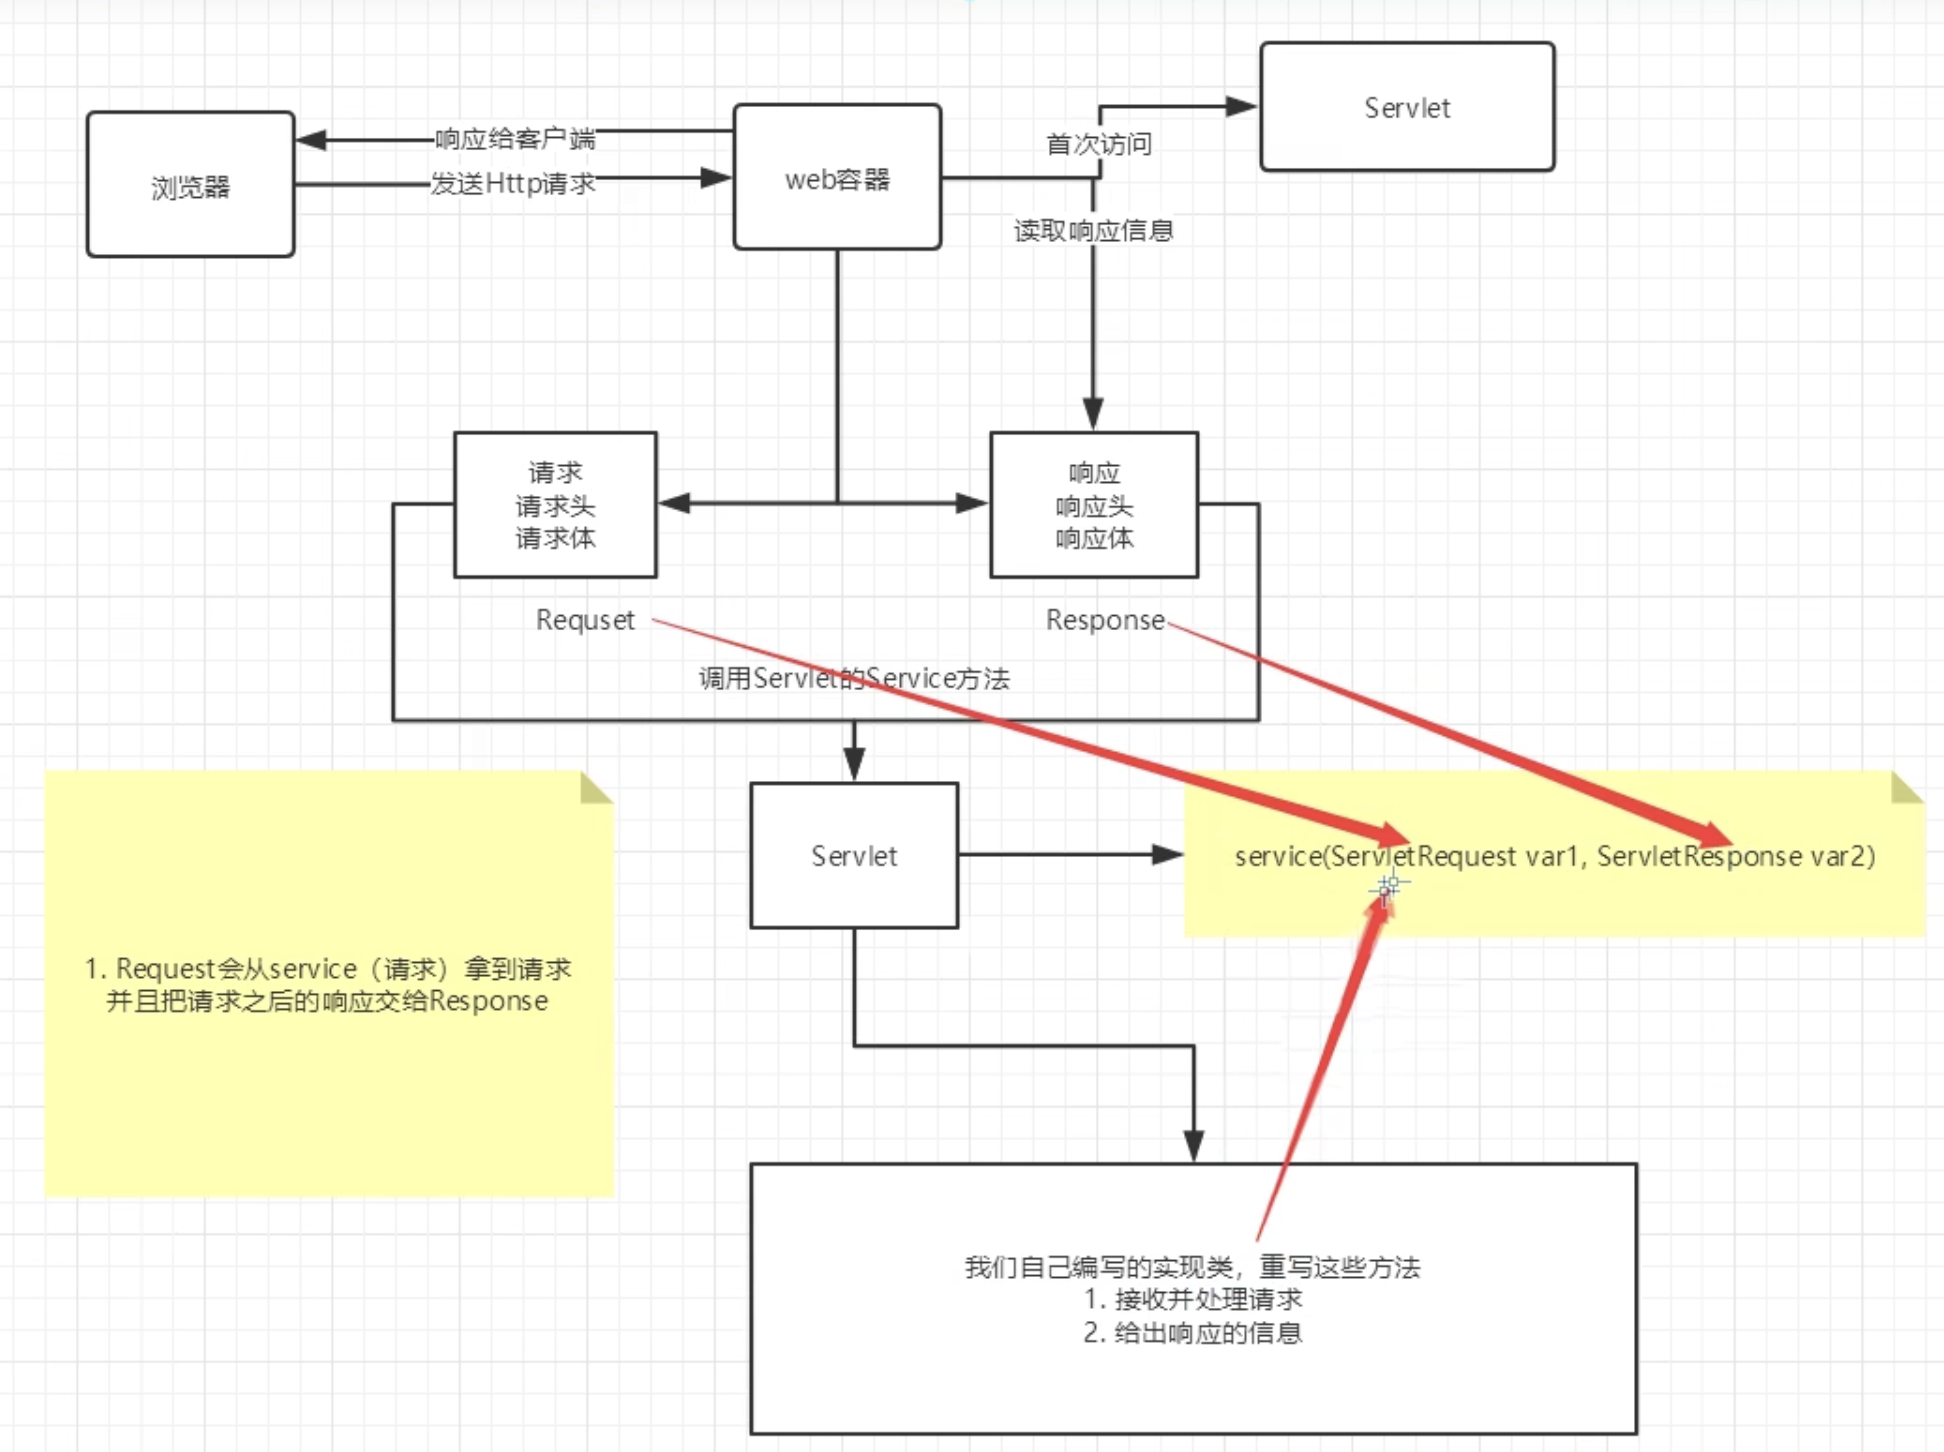 Servlet
响应给客户端
首次访问
浏览器
发送Http请求
web容器
读取响应信息
请求
请求头
请求体
响应
响应头
响应体
Requset
Response
调用Servlet的Service方法
Servlet
service(ServletRequest var1, ServletResponse var2)
1. Request会从service（请求）拿到请求
并且把请求之后的响应交给Response
我们自己编写的实现类，重写这些方法
1. 接收并处理请求
2. 给出响应的信息